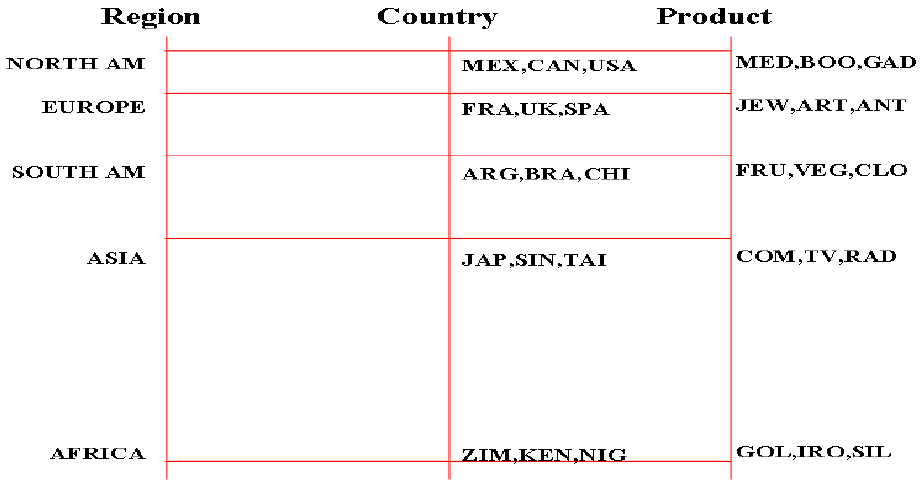 Region Country Product
NORTH AM MEX,CAN,USA MED,BOO,GAD
EUROPE FRA,UK,SPA JEW,ART,ANT
SOUTH AM ARG,BRA,CHI FRU,VEG,CLO
ASIA JAP,SIN,TAI COM,TV,RAD
AFRICA ZIM,KEN,NIG GOL,IRO,SIL